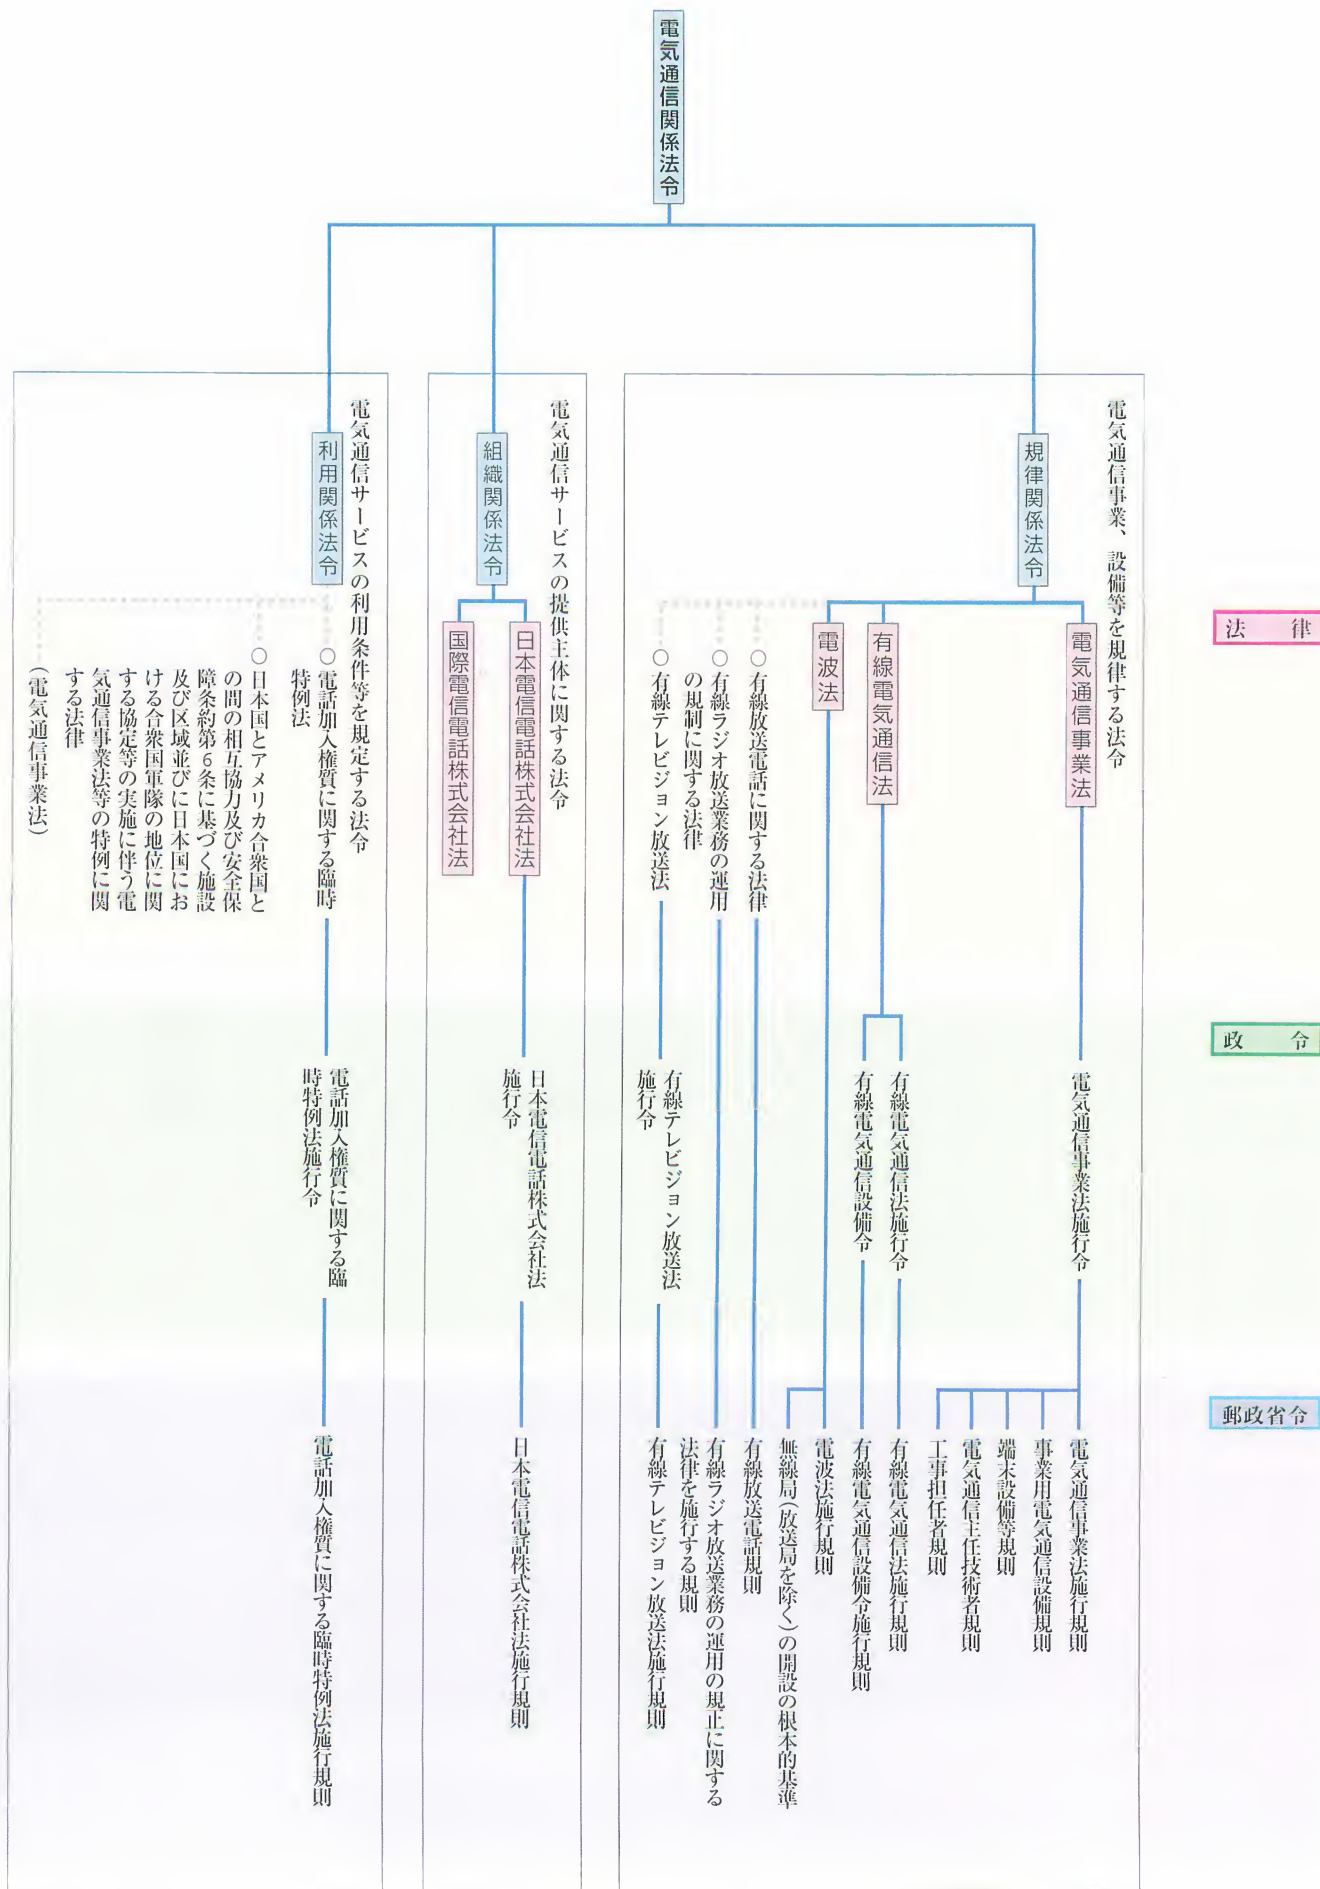 法律
政令
郵政省令
電気通信関係法令
電気通信事業、設備等を規律する法令
規律関係法令
電気通信事業法
電気通信事業法施行令
電気通信事業法施行規則
事業用電気通信設備規則
端末設備等規則
電気通信主任技術者規則
工事担任者規則
有線電気通信法
有線電気通信法施行令
有線電気通信法施行規則
有線電気通信設備令
有線電気通信設備令施行規則
電波法
電波法施行規則
無線局(放送局を除く)の開設の根本的基準
○有線放送電話に関する法律
有線放送電話規則
○有線ラジオ放送業務の運用
の規制に関する法律
有線ラジオ放送業務の運用の規正に関する
法律を施行する規則
○有線テレビジョン放送法
有線テレビジョン放送法
施行令
有線テレビジョン放送法施行規則
電気通信サービスの提供主体に関する法令
組織関係法令
日本電信電話株式会社法
日本電信電話株式会社法
施行令
日本電信電話株式会社法施行規則
国際電信電話株式会社法
電気通信サービスの利用条件等を規定する法令
利用関係法令
○電話加入権質に関する臨時
特例法
電話加入権質に関する臨
時特例法施行令
電話加入権質に関する臨時特例法施行規則
○日本国とアメリカ合衆国と
の間の相互協力及び安全保
障条約第6条に基づく施設
及び区域並びに日本国にお
ける合衆国軍隊の地位に関
する協定等の実施に伴う電
気通信事業法等の特例に関
する法律
(電気通信事業法)